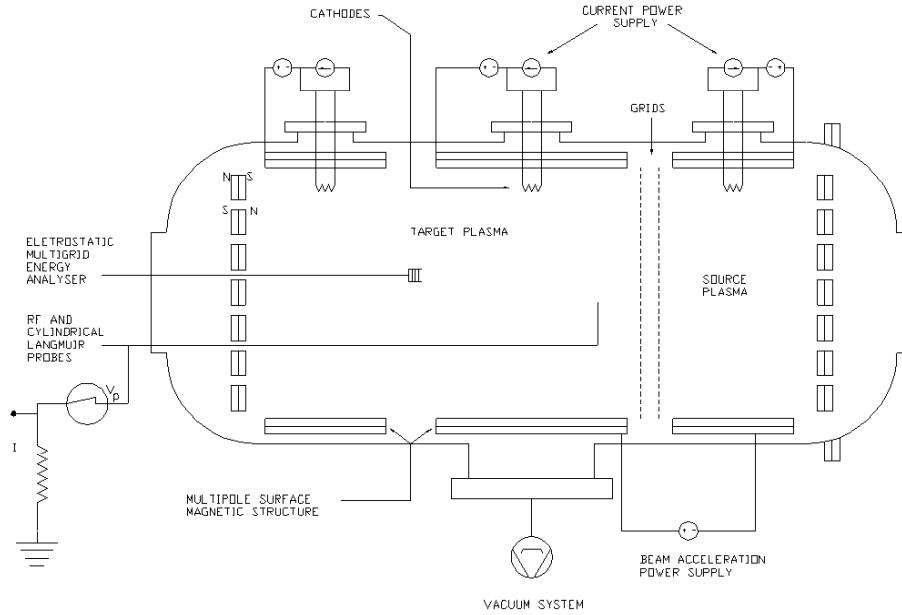 CATHODES
CURRENT POWER
SUPPLY
GRIDS
N S
S N
TARGET PLASMA
ELETROSTATIC
MULTIGRID
ENERGY
ANALYSER
SOURCE
PLASMA
RF AND
CYLINDRICAL
LANGMUIR
PROBES
Vp
I
MULTIPOLE SURFACE
MAGNETIC STRUCTURE
BEAM ACCELERATION
POWER SUPPLY
VACUUM SYSTEM